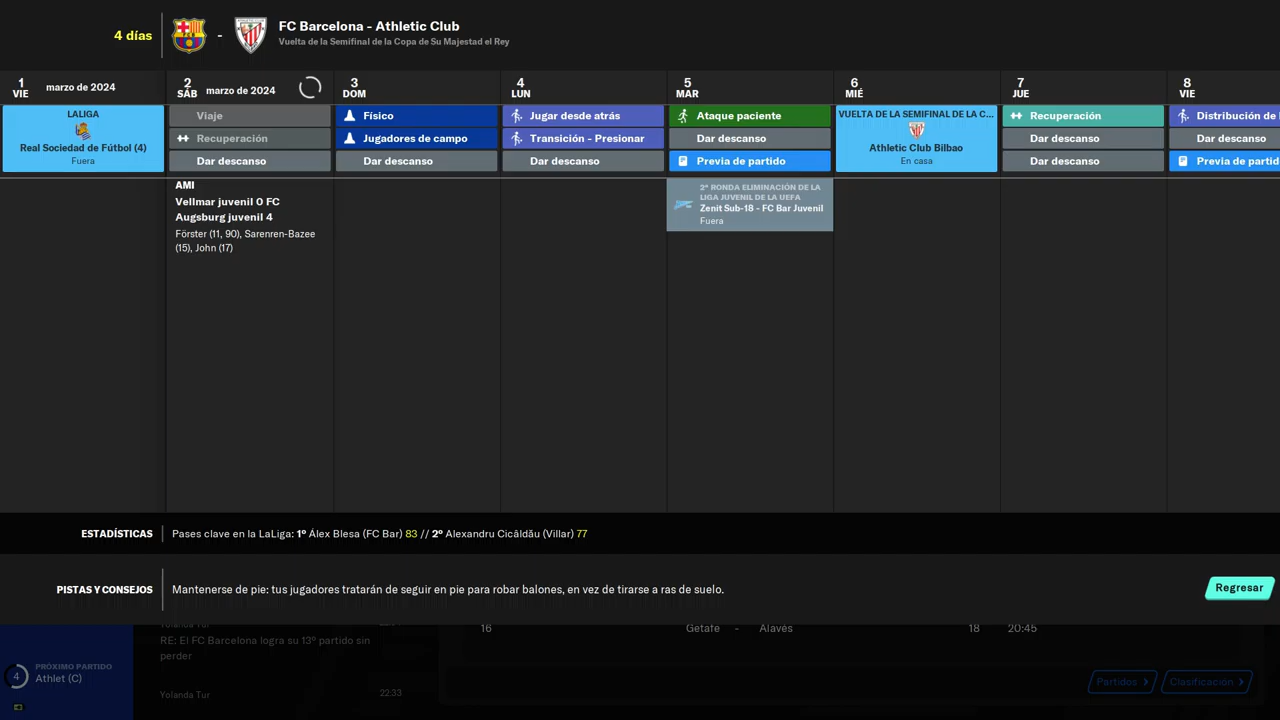 4 días
FC Barcelona - Athletic Club
Vuelta de la Semifinal de la Copa de Su Majestad el Rey
1
VIE
marzo de 2024
2
SÁB
marzo de 2024
3
DOM
4
LUN
5
MAR
6
MIÉ
7
JUE
8
VIE
LALIGA
Real Sociedad de Fútbol (4)
Fuera
Viaje
Recuperación
Dar descanso
Físico
Jugadores de campo
Dar descanso
Jugar desde atrás
Transición - Presionar
Dar descanso
Ataque paciente
Dar descanso
Previa de partido
VUELTA DE LA SEMIFINAL DE LA C...
Athletic Club Bilbao
En casa
Recuperación
Dar descanso
Dar descanso
Distribución de
Dar descanso
Previa de partid
AMI
Vellmar juvenil 0 FC
Augsburg juvenil 4
Förster (11, 90), Sarenren-Bazee
(15), John (17)
2ª RONDA ELIMINACIÓN DE LA
LIGA JUVENIL DE LA UEFA
Zenit Sub-18 - FC Bar Juvenil
Fuera
ESTADÍSTICAS
Pases clave en la LaLiga: 1º Álex Blesa (FC Bar) 83 // 2º Alexandru Cicâldău (Villar) 77
PISTAS Y CONSEJOS
Mantenerse de pie: tus jugadores tratarán de seguir en pie para robar balones, en vez de tirarse a ras de suelo.
Regresar
Yolanda Tur
RE: El FC Barcelona logra su 13º partido sin
perder
Yolanda Tur
22:33
16
Getafe - Alavés
18
20:45
4
PRÓXIMO PARTIDO
Athlet (C)
Partidos
Clasificación